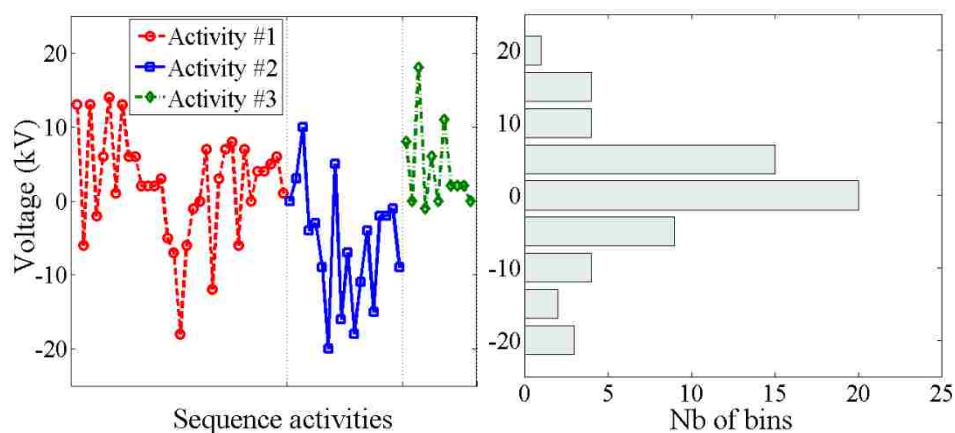 Activity #1
Activity #2
Activity #3
20
10
0
-10
-20
Voltage (kV)
Sequence activities
20
10
0
-10
-20
0 5 10 15 20 25
Nb of bins